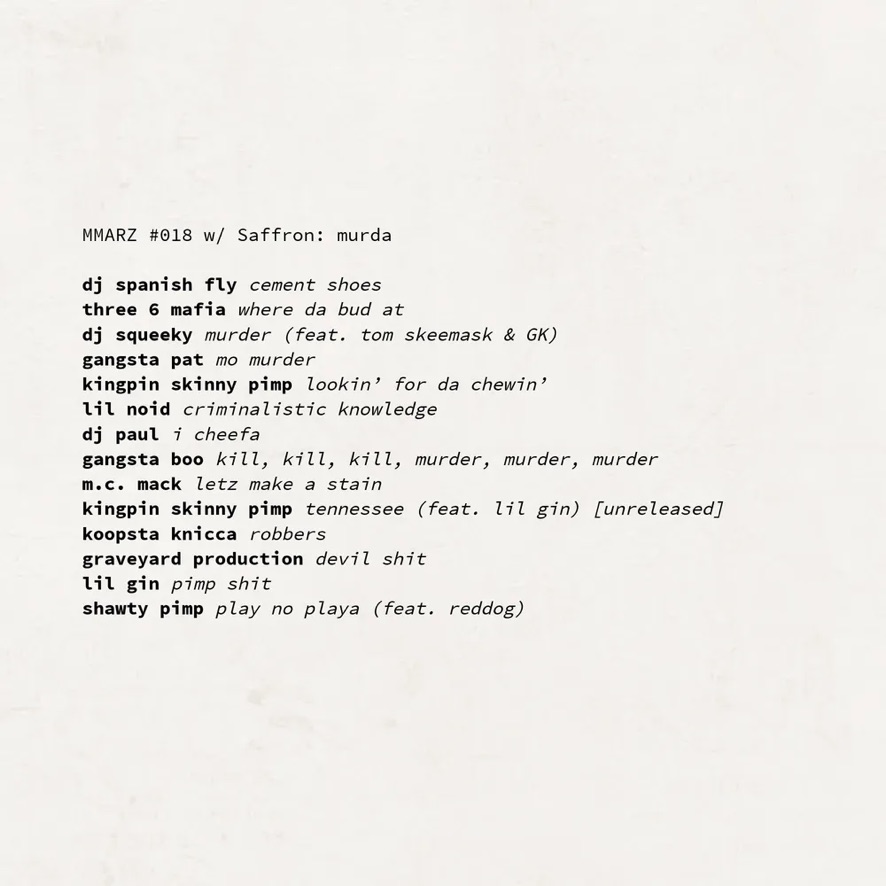 MMARZ #018 w/ Saffron: murda
dj spanish fly cement shoes
three 6 mafia where da bud at
dj squeeky murder (feat. tom skeemask & GK)
gangsta pat mo murder
kingpin skinny pimp lookin’ for da chewin’
lil noid criminalistic knowledge
dj paul i cheefa
gangsta boo kill, kill, kill, murder, murder, murder
m.c. mack letz make a stain
kingpin skinny pimp tennessee (feat. lil gin) [unreleased]
koopsta knicca robbers
graveyard production devil shit
lil gin pimp shit
shawty pimp play no playa (feat. reddog)